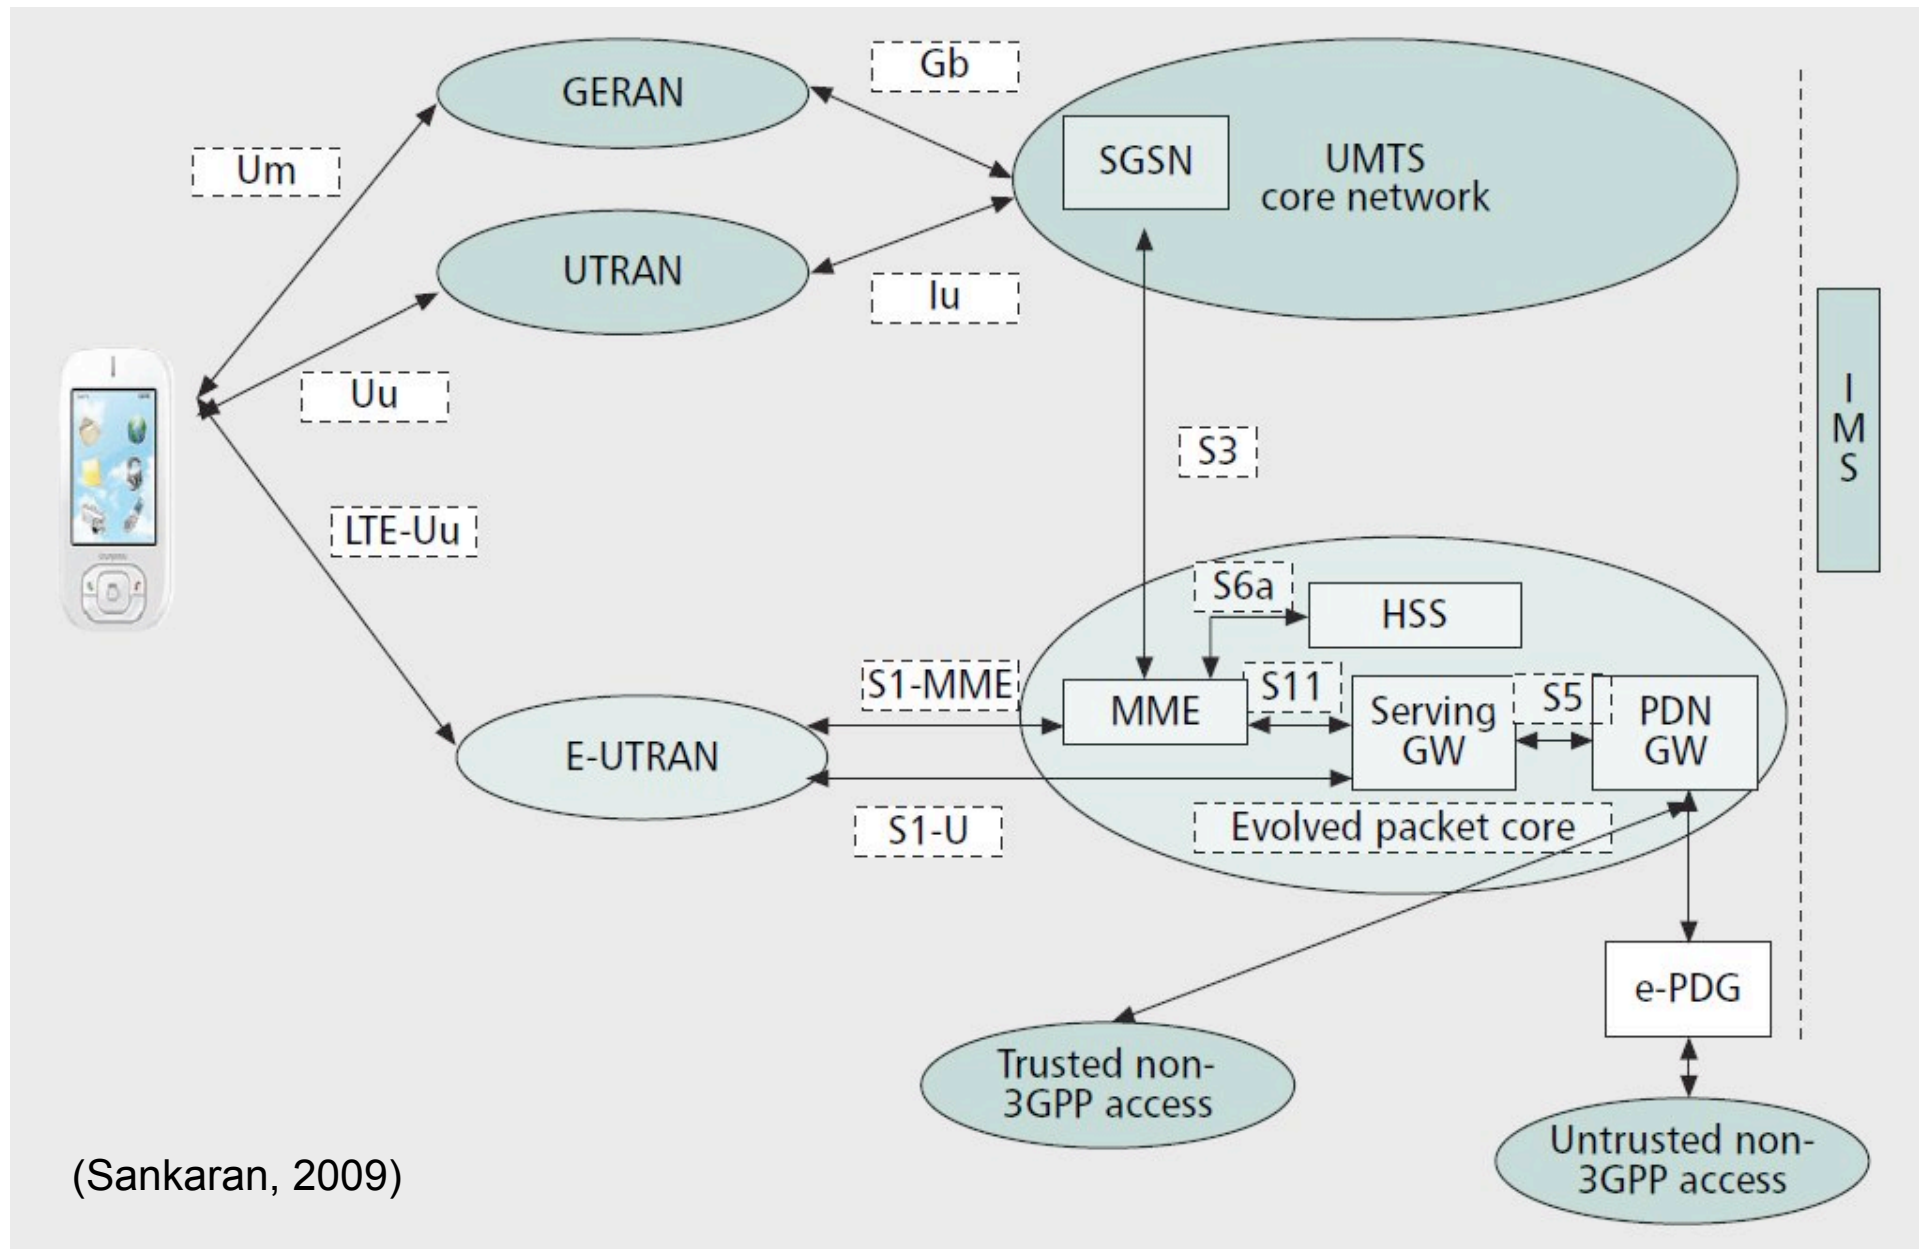 GERAN
Gb
Um
SGSN
UMTS
core network
UTRAN
Iu
Uu
I
M
S
S3
LTE-Uu
S6a
HSS
S1-MME
MME
S11
Serving
GW
S5
PDN
GW
E-UTRAN
S1-U
Evolved packet core
e-PDG
Trusted non-
3GPP access
Untrusted non-
3GPP access
(Sankaran, 2009)